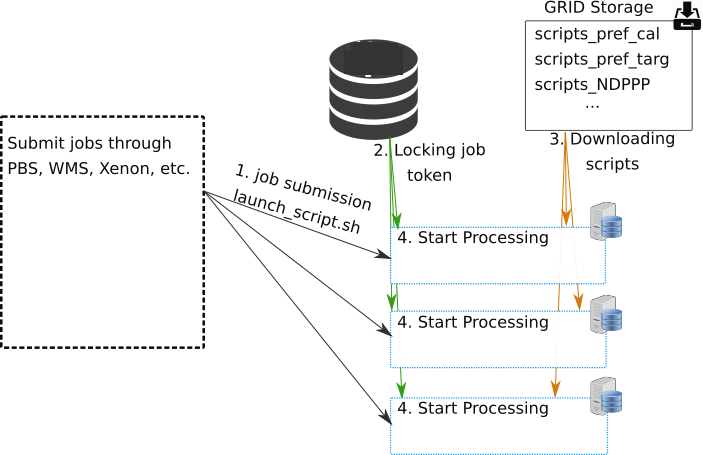 GRID Storage
scripts_pref_cal
scripts_pref_targ
scripts_NDPPP
...
Submit jobs through
PBS, WMS, Xenon, etc.
1. job submission
launch_script.sh
2. Locking job
token
3. Downloading
scripts
4. Start Processing
4. Start Processing
4. Start Processing